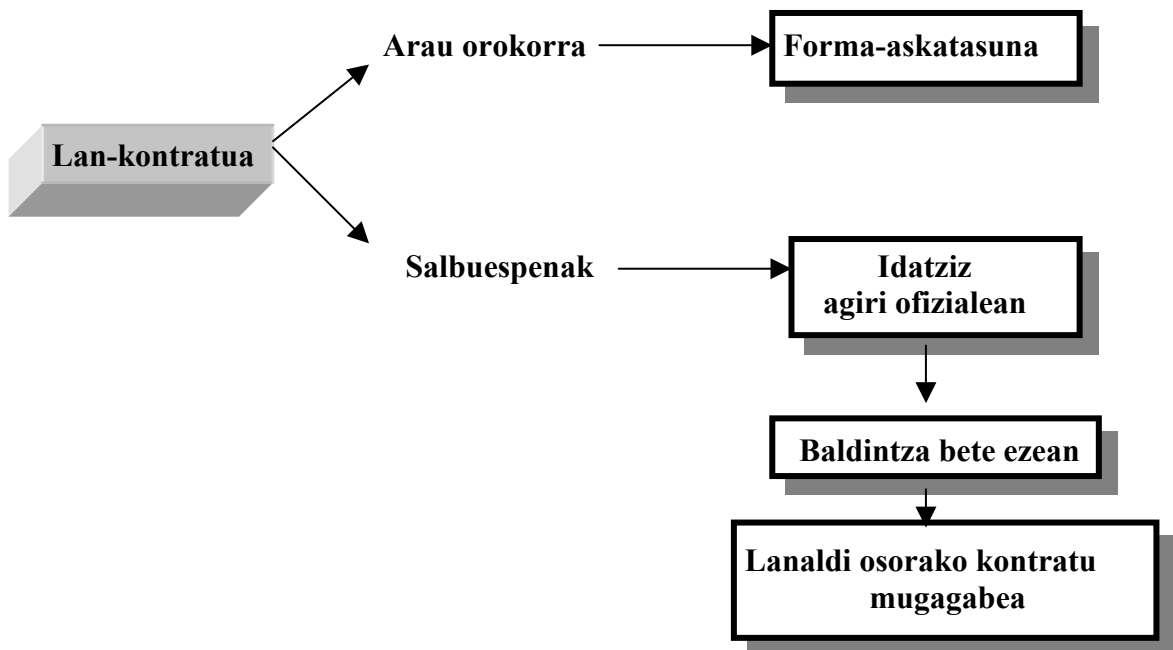 Arau orokorra
Forma-askatasuna
Lan-kontratua
Salbuespenak
Idatziz
agiri ofizialean
Baldintza bete ezean
Lanaldi osorako kontratu
mugagabea